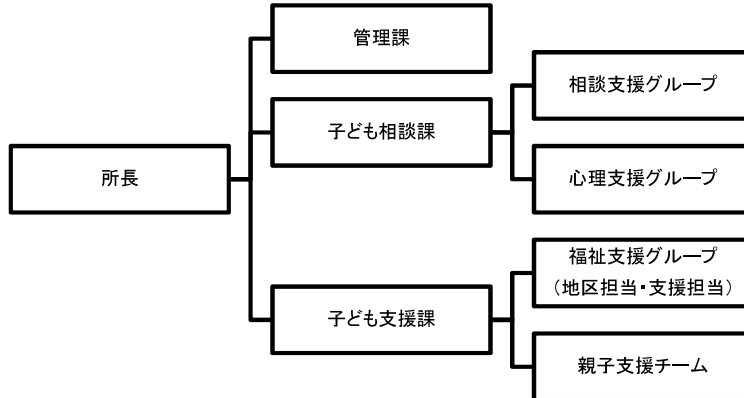 管理課
相談支援グループ
子ども相談課
所長
心理支援グループ
福祉支援グループ
（地区担当・支援担当）
子ども支援課
親子支援チーム